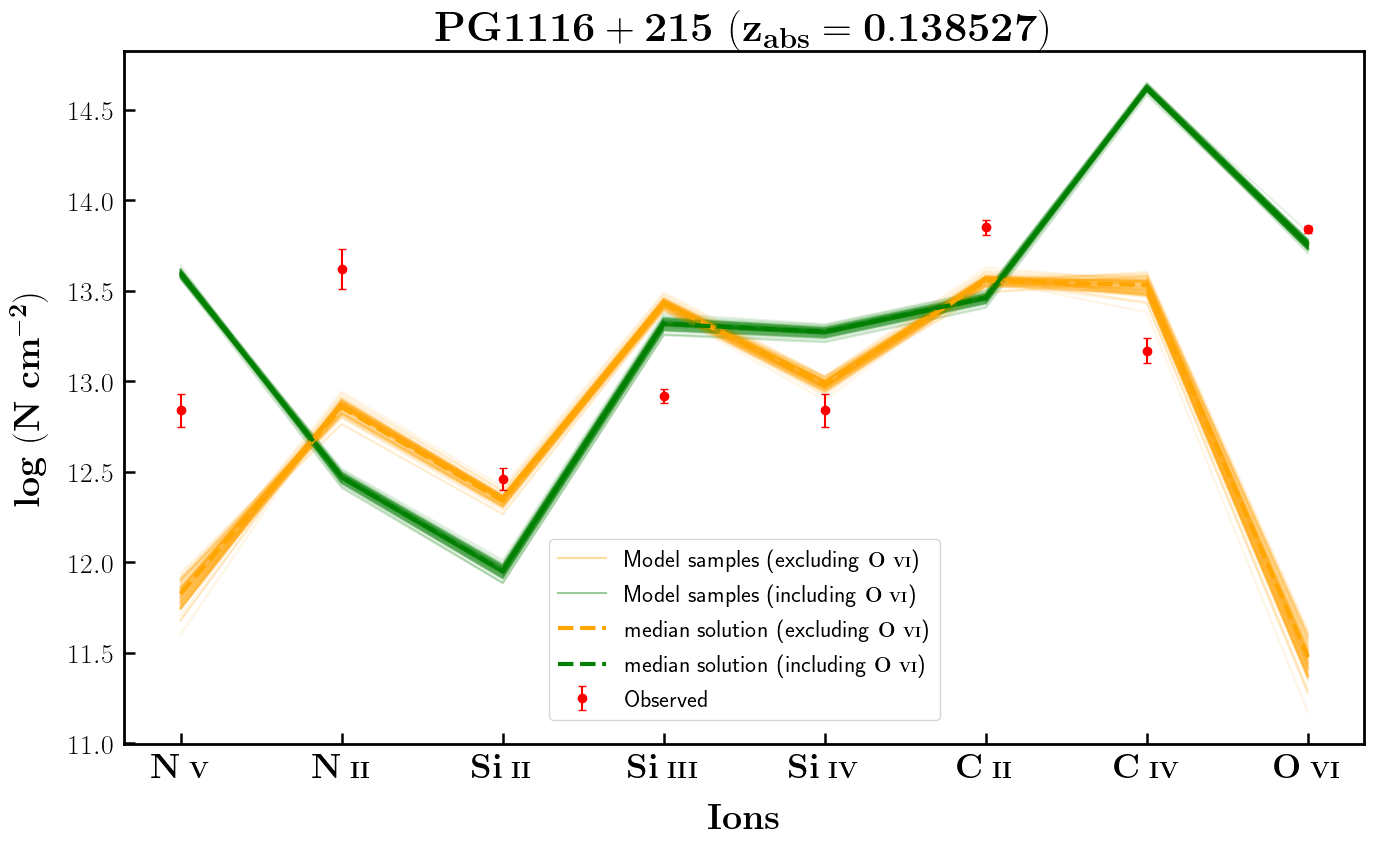 PG1116 + 215 (z_abs = 0.138527)
log (N cm⁻²)
14.5
14.0
13.5
13.0
12.5
12.0
11.5
11.0
Model samples (excluding O VI)
Model samples (including O VI)
median solution (excluding O VI)
median solution (including O VI)
Observed
N V N II Si II Si III Si IV C II C IV O VI
Ions